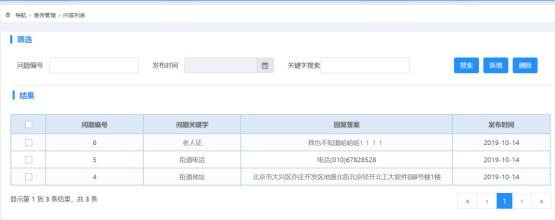 导航 > 宣传管理 > 问答列表
筛选
问题编号 发布时间 关键字搜索 搜索 新增 删除
结果
问题编号 问题关键字 回复答案 发布时间
6 老人证 我也不知道哈哈哈！！！！ 2019-10-14
5 街道电话 电话(010)67828528 2019-10-14
4 街道地址 北京市大兴区亦庄开发区地盛北街北京经开北工大软件园8号楼1楼 2019-10-14
显示第 1 到 3 条结果，共 3 条 « ‹ 1 › »